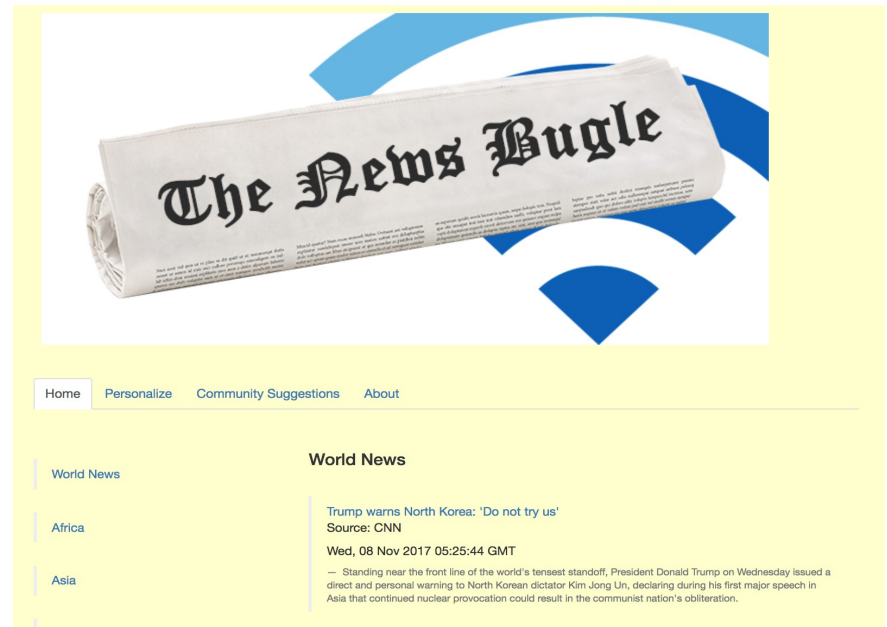 The News Bugle
Home Personalize Community Suggestions About
World News
Africa
Asia
World News
Trump warns North Korea: 'Do not try us'
Source: CNN
Wed, 08 Nov 2017 05:25:44 GMT
— Standing near the front line of the world's tensest standoff, President Donald Trump on Wednesday issued a
direct and personal warning to North Korean dictator Kim Jong Un, declaring during his first major speech in
Asia that continued nuclear provocation could result in the communist nation's obliteration.